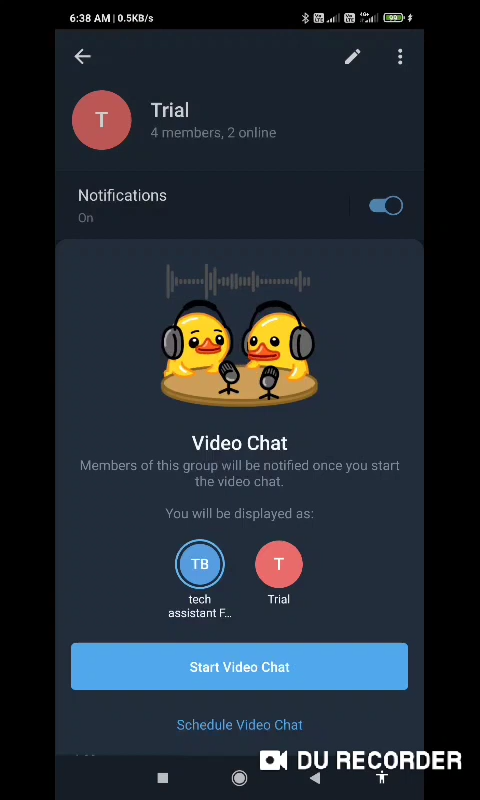 6:38 AM | 0.5KB/s
4G+
99
T
Trial
4 members, 2 online
Notifications
On
Video Chat
Members of this group will be notified once you start
the video chat.
You will be displayed as:
TB
T
tech
assistant F...
Trial
Start Video Chat
Schedule Video Chat
DU RECORDER